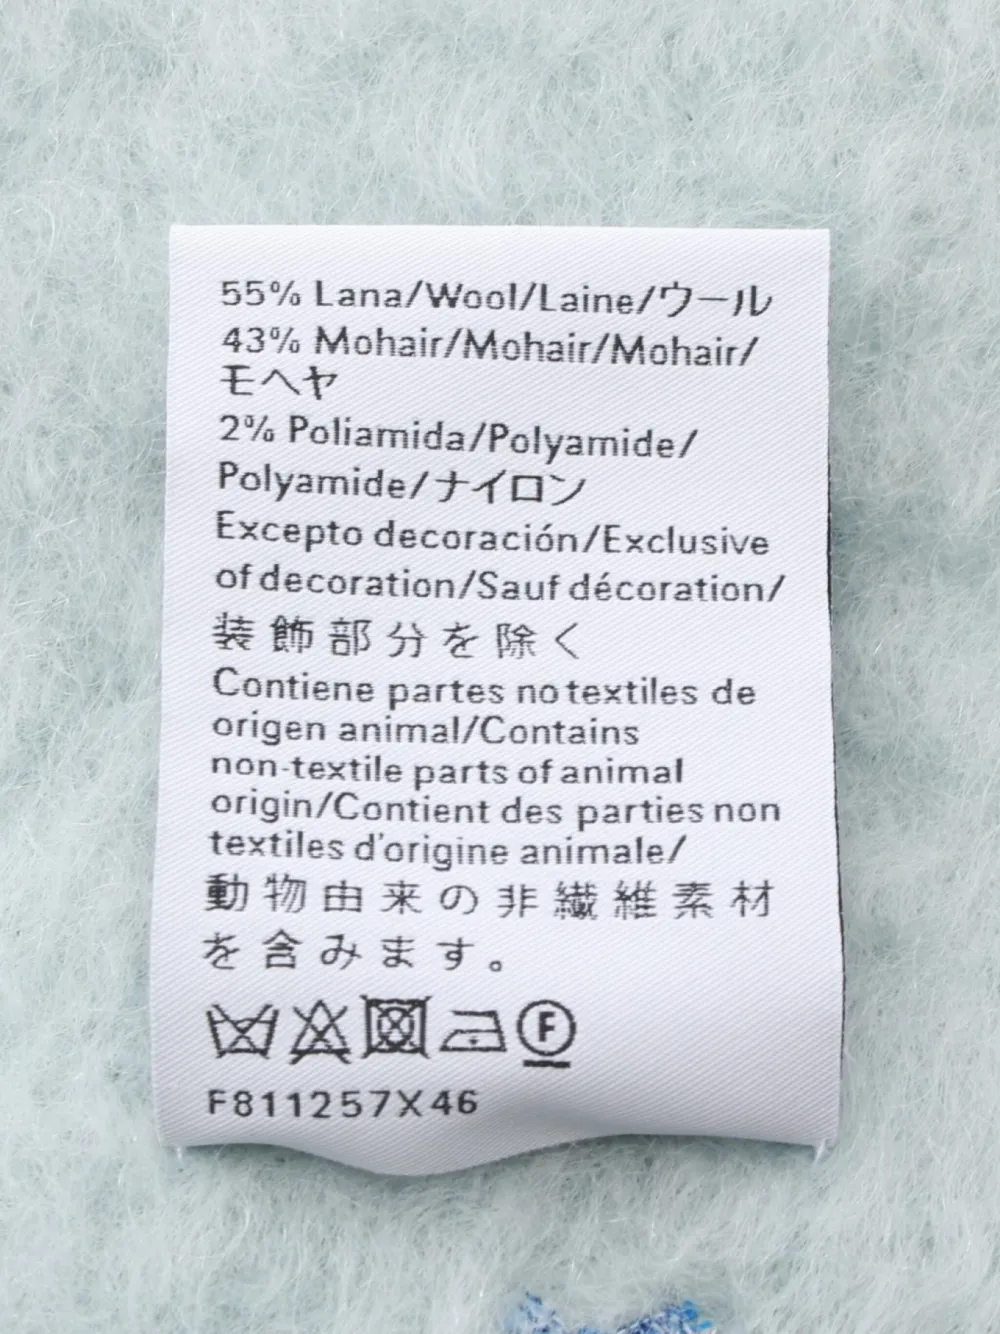 55% Lana/Wool/Laine/ウール
43% Mohair/Mohair/Mohair/
モヘヤ
2% Poliamida/Polyamide/
Polyamide/ナイロン
Excepto decoración/Exclusive
of decoration/Sauf décoration/
装飾部分を除く
Contiene partes no textiles de
origen animal/Contains
non-textile parts of animal
origin/Contient des parties non
textiles d'origine animale/
動物由来の非繊維素材
を含みます。
F
F811257X46